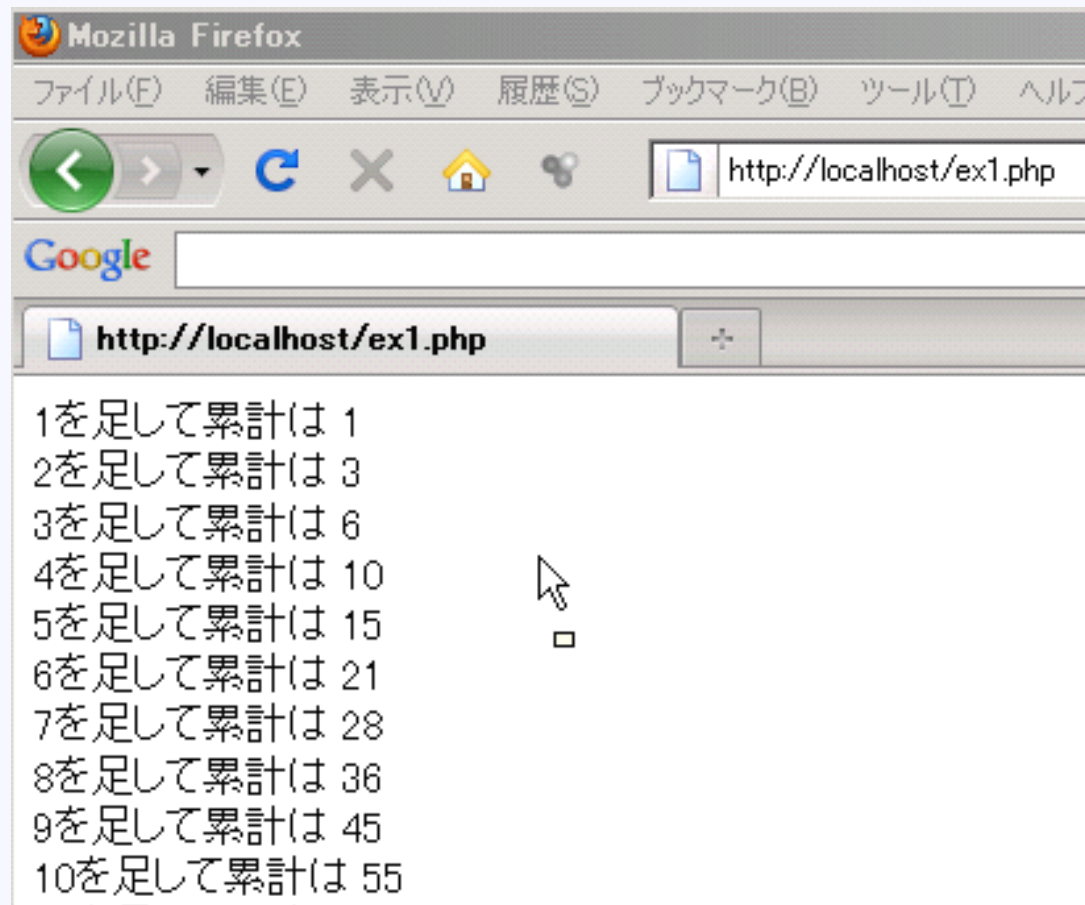 Mozilla Firefox
ファイル(F) 編集(E) 表示(V) 履歴(S) ブックマーク(B) ツール(T)
http://localhost/ex1.php
Google
http://localhost/ex1.php
1を足して累計は 1
2を足して累計は 3
3を足して累計は 6
4を足して累計は 10
5を足して累計は 15
6を足して累計は 21
7を足して累計は 28
8を足して累計は 36
9を足して累計は 45
10を足して累計は 55